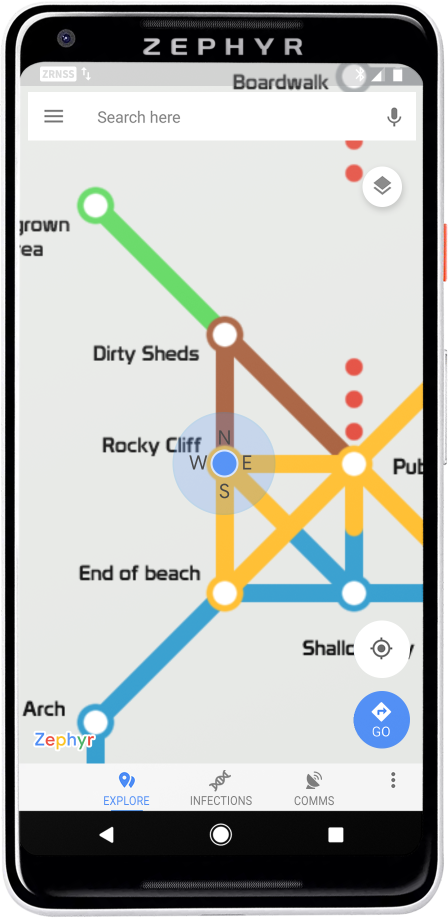 ZEPHYR
ZRNSS
Boardwalk
Search here
grown
ea
Dirty Sheds
Rocky Cliff
N
W E
S
Pub
End of beach
Shallo y
Arch
GO
Zephyr
EXPLORE INFECTIONS COMMS